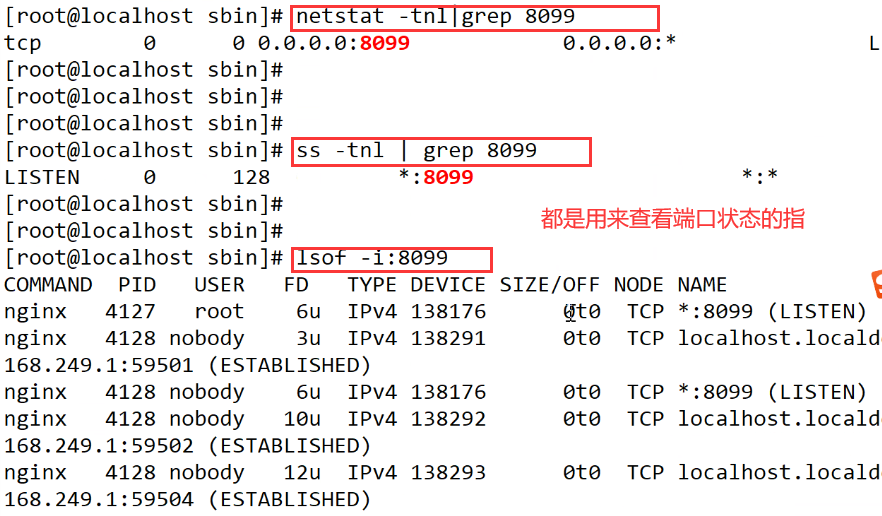 [root@localhost sbin]# netstat -tnl|grep 8099
tcp 0 0 0.0.0.0:8099 0.0.0.0:* L
[root@localhost sbin]#
[root@localhost sbin]#
[root@localhost sbin]#
[root@localhost sbin]# ss -tnl | grep 8099
LISTEN 0 128 *:8099 *:*
[root@localhost sbin]#
都是用来查看端口状态的指
[root@localhost sbin]#
[root@localhost sbin]# lsof -i:8099
COMMAND PID USER FD TYPE DEVICE SIZE/OFF NODE NAME
nginx 4127 root 6u IPv4 138176 0t0 TCP *:8099 (LISTEN)
nginx 4128 nobody 3u IPv4 138291 0t0 TCP localhost.locald
168.249.1:59501 (ESTABLISHED)
nginx 4128 nobody 6u IPv4 138176 0t0 TCP *:8099 (LISTEN)
nginx 4128 nobody 10u IPv4 138292 0t0 TCP localhost.locald
168.249.1:59502 (ESTABLISHED)
nginx 4128 nobody 12u IPv4 138293 0t0 TCP localhost.locald
168.249.1:59504 (ESTABLISHED)